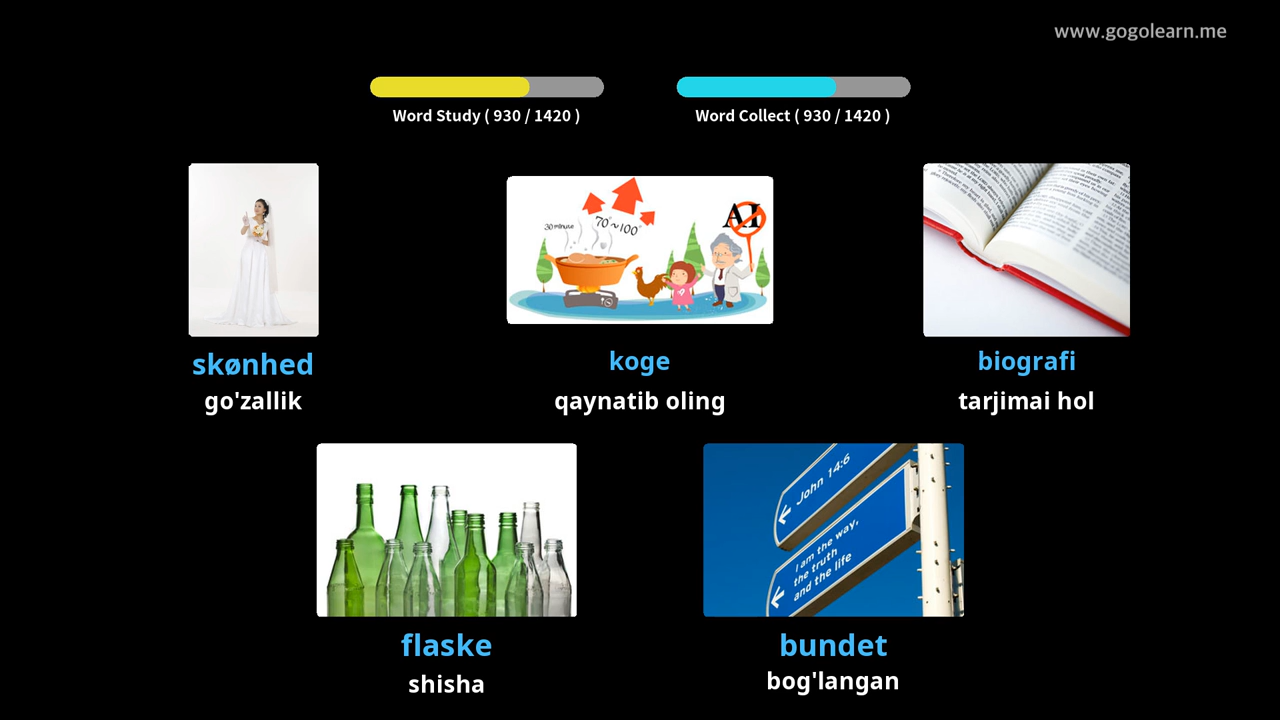 www.gogolearn.me
Word Study ( 930 / 1420 )
Word Collect ( 930 / 1420 )
30 minuse
70°~100°
AI
skønhed
go'zallik
koge
qaynatib oling
biografi
tarjimai hol
John 14:6
I am the way,
the truth
and the life
flaske
shisha
bundet
bog'langan